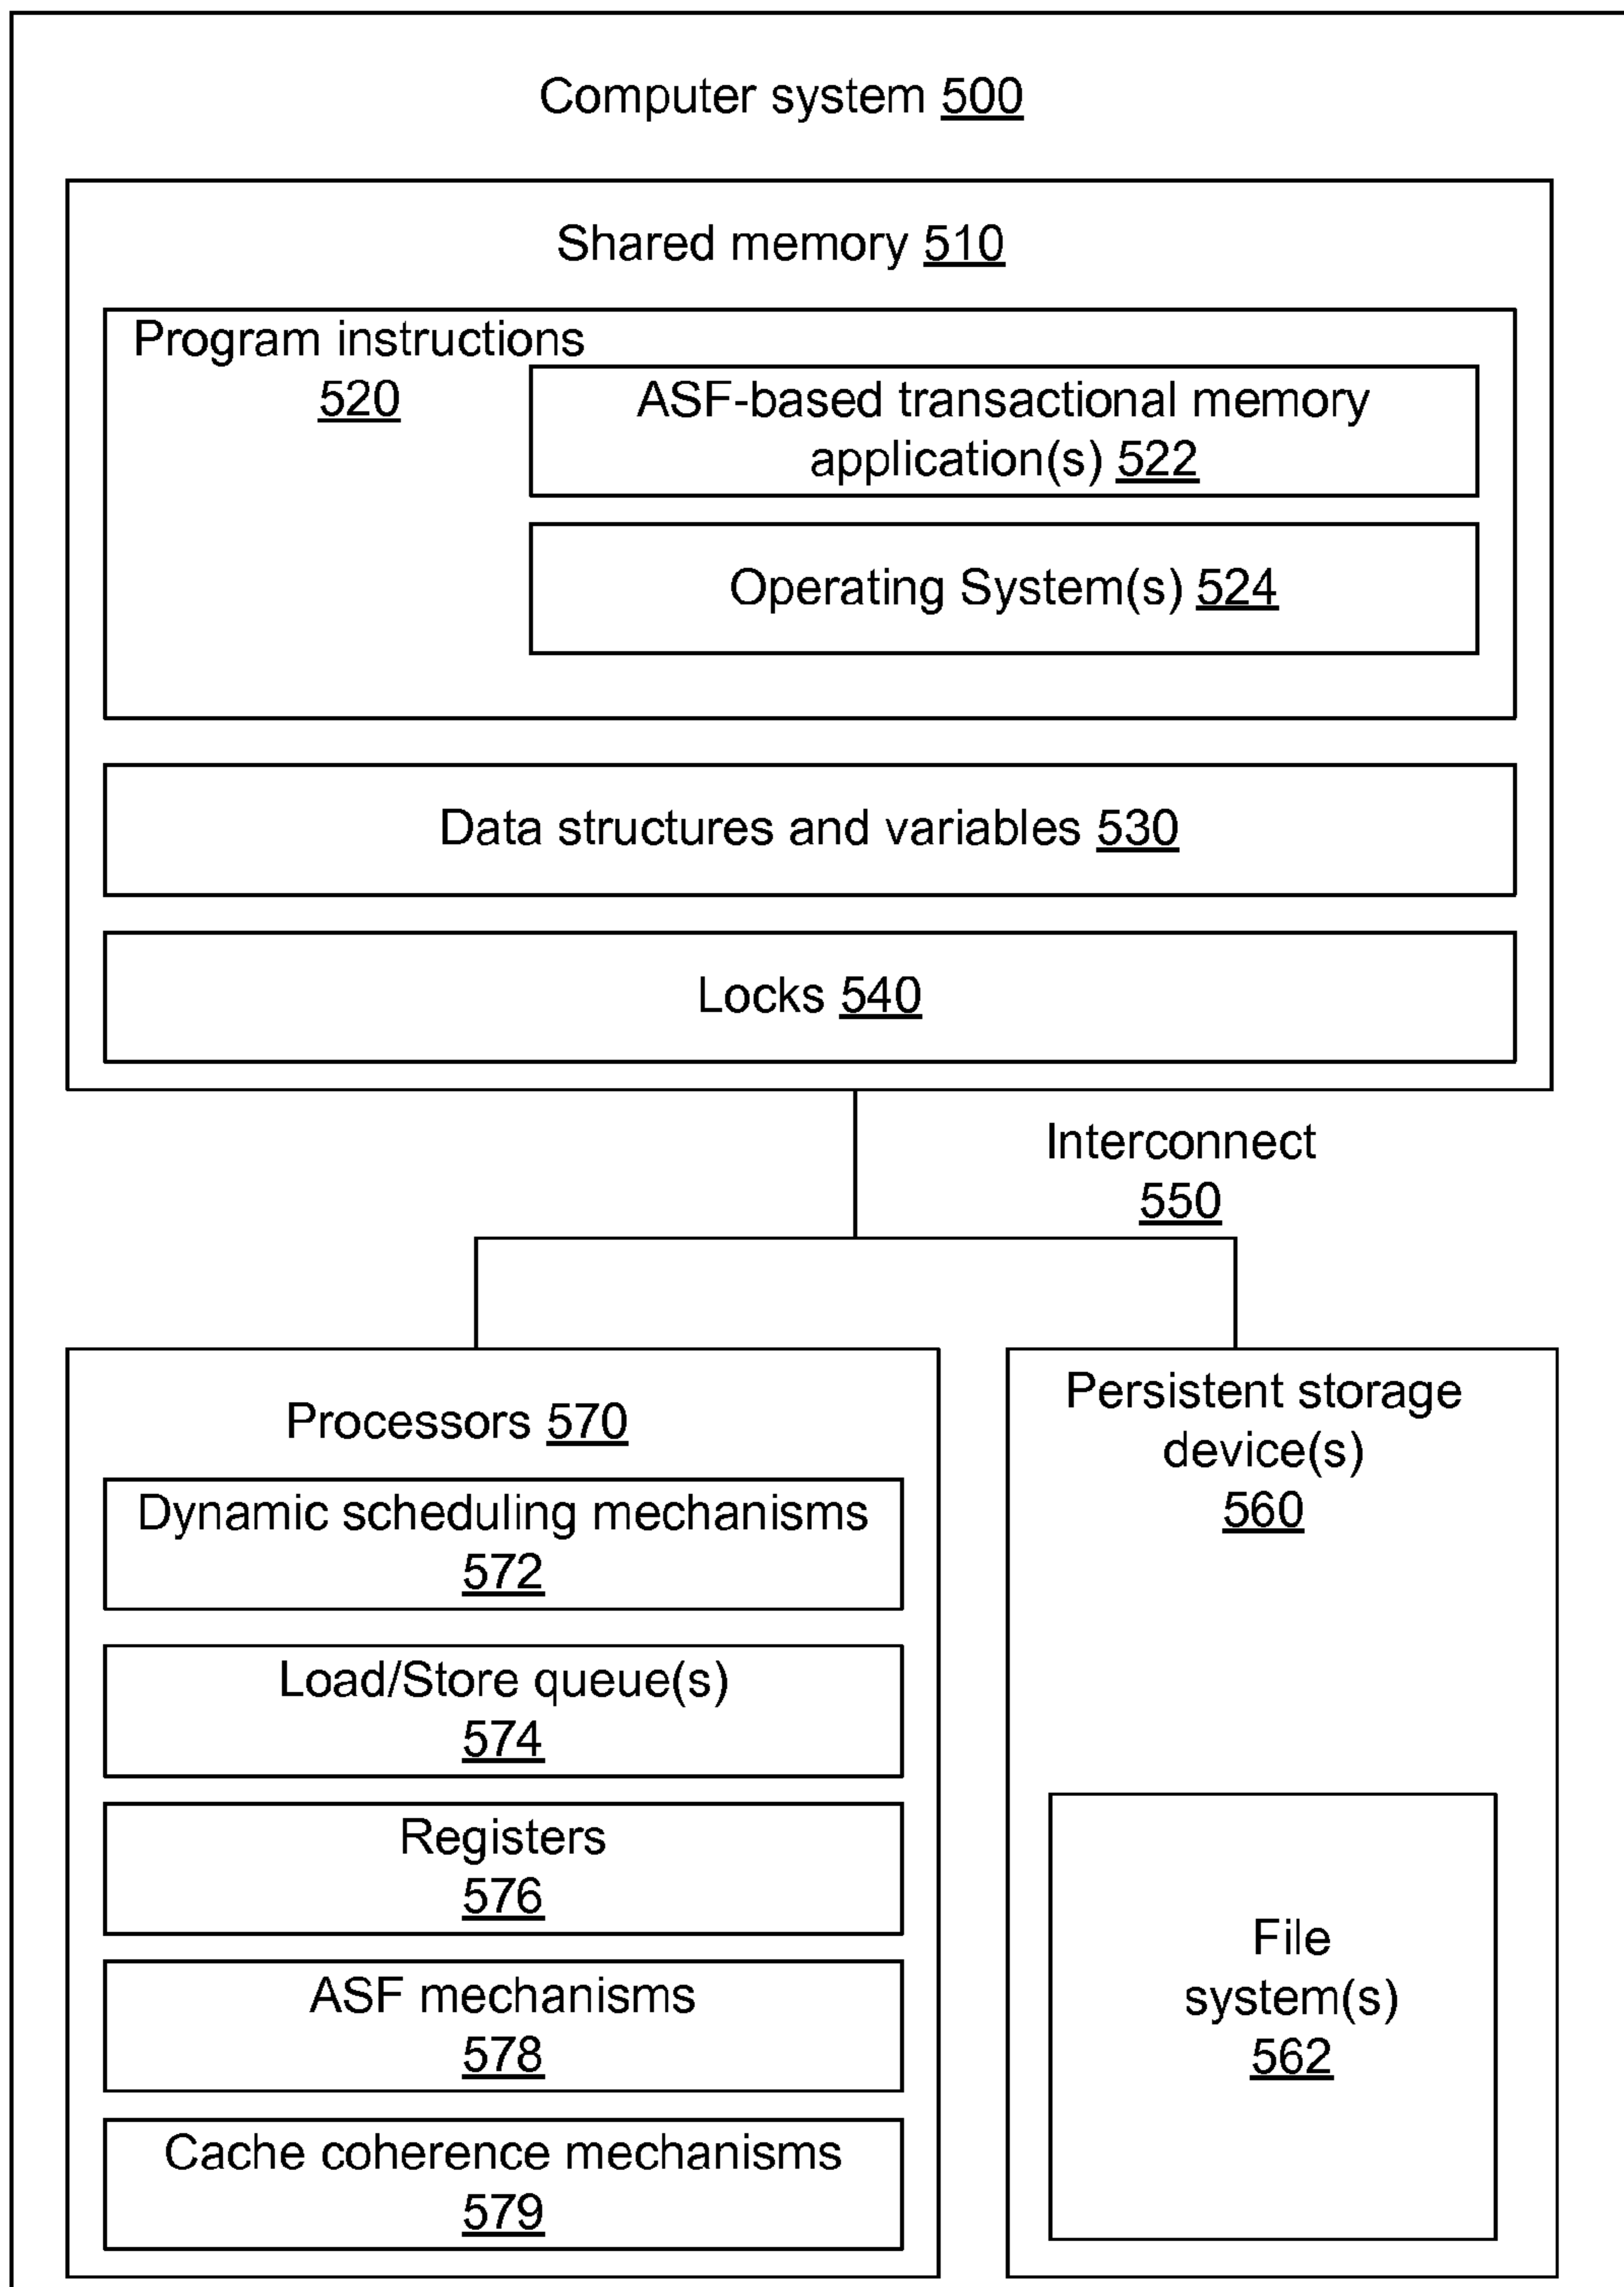 Computer system 500
Shared memory 510
Program instructions
520
ASF-based transactional memory
application(s) 522
Operating System(s) 524
Data structures and variables 530
Locks 540
Interconnect
550
Processors 570
Dynamic scheduling mechanisms
572
Load/Store queue(s)
574
Registers
576
ASF mechanisms
578
Cache coherence mechanisms
579
Persistent storage
device(s)
560
File
system(s)
562